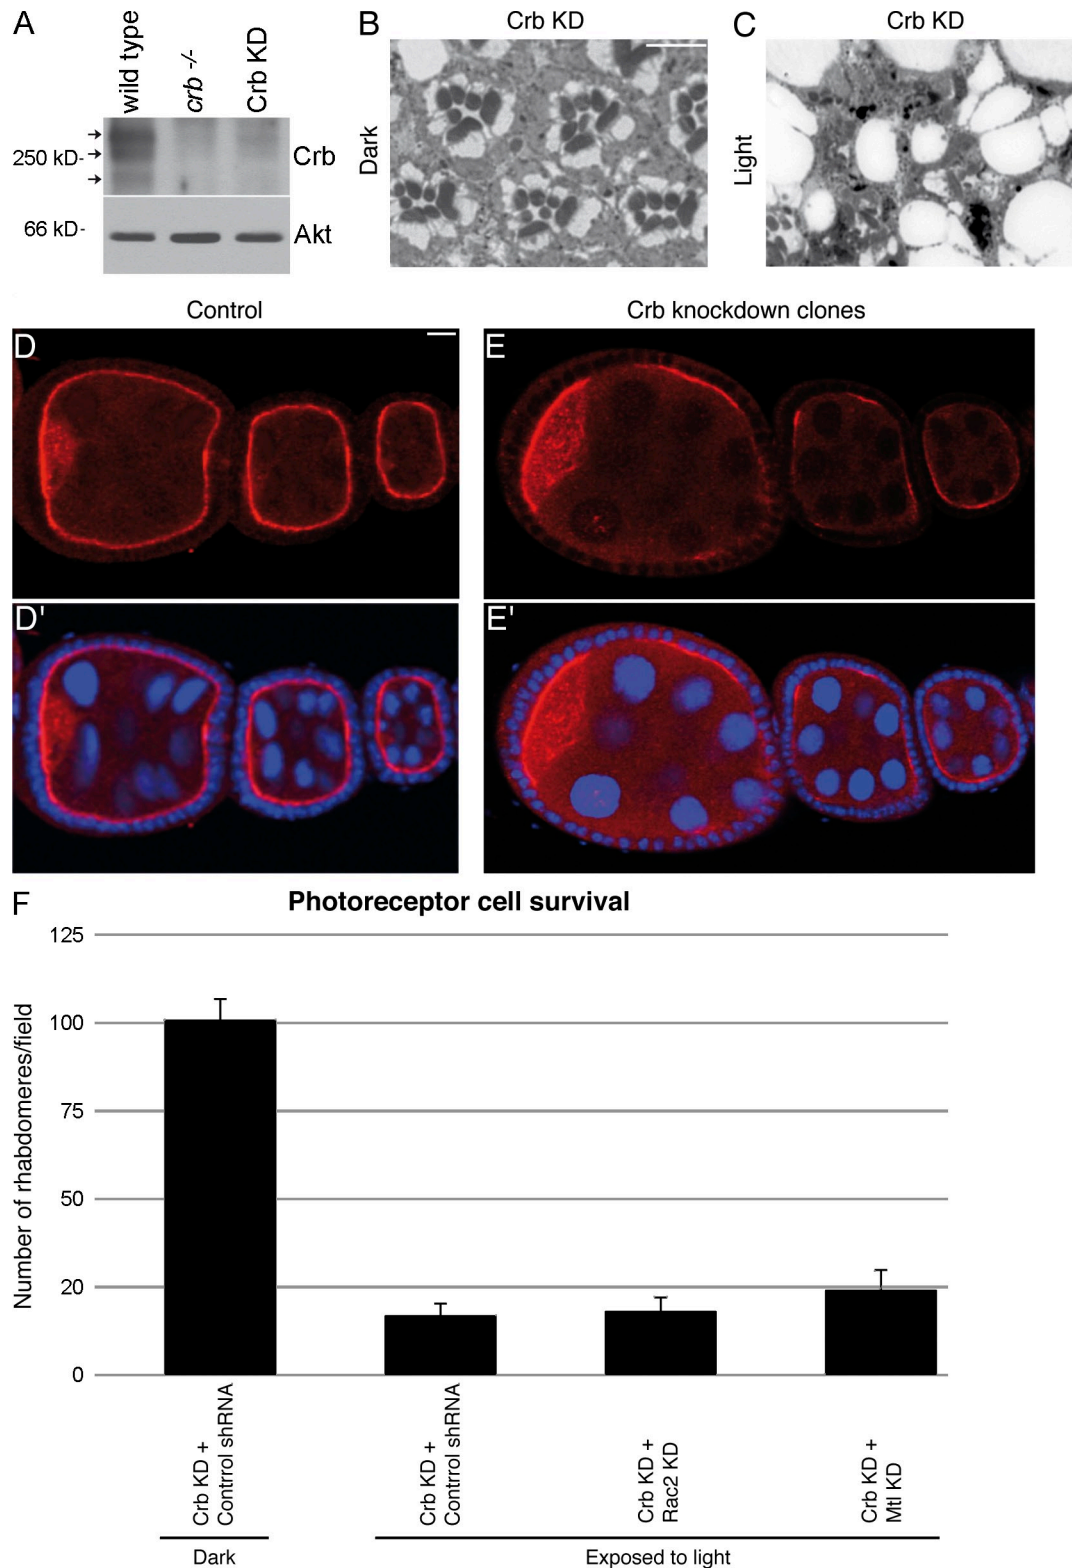 A
wild type
crb -/-
Crb KD
250 kD-
Crb
66 kD-
Akt
B
Crb KD
Dark
C
Crb KD
Light
Control
Crb knockdown clones
D
E
D'
E'
F
Photoreceptor cell survival
Number of rhabdomeres/field
125
100
75
50
20
0
Crb KD +
Contrrol shRNA
Crb KD +
Contrrol shRNA
Crb KD +
Rac2 KD
Crb KD +
Mtl KD
Dark
Exposed to light